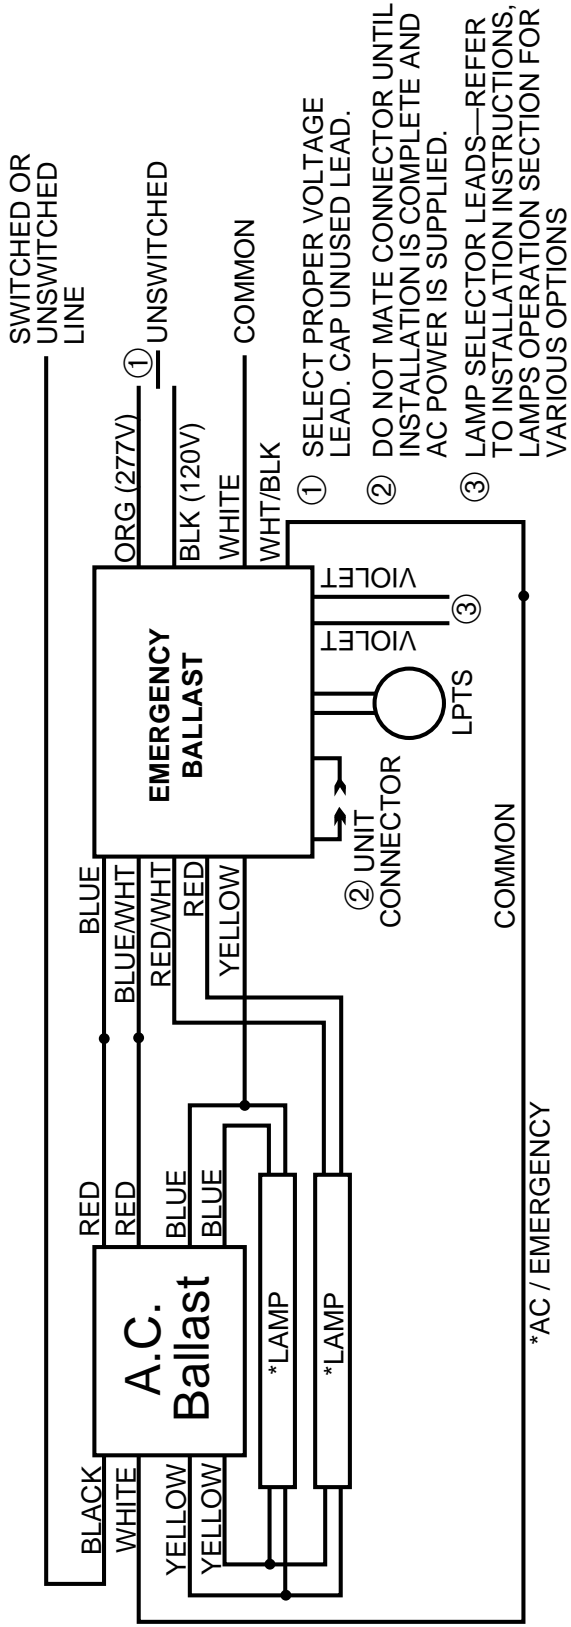 SWITCHED OR
UNSWITCHED
LINE
① UNSWITCHED
COMMON
ORG (277V)
BLK (120V)
WHITE
WHT/BLK
EMERGENCY
BALLAST
BLUE
BLUE/WHT
RED/WHT
RED
YELLOW
RED
RED
BLUE
BLUE
A.C.
Ballast
BLACK
WHITE
YELLOW
YELLOW
*LAMP
*LAMP
② UNIT
CONNECTOR
LPTS
VIOLET
VIOLET
③
COMMON
*AC / EMERGENCY
① SELECT PROPER VOLTAGE
LEAD. CAP UNUSED LEAD.
② DO NOT MATE CONNECTOR UNTIL
INSTALLATION IS COMPLETE AND
AC POWER IS SUPPLIED.
③ LAMP SELECTOR LEADS—REFER
TO INSTALLATION INSTRUCTIONS,
LAMPS OPERATION SECTION FOR
VARIOUS OPTIONS